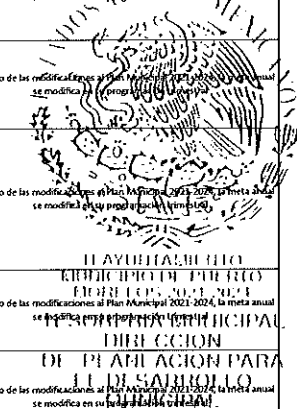 o de las modificaciones al Plan Municipal 2021-2024, la meta anual
se modifica en su programación trimestral
o de las modificaciones al Plan Municipal 2021-2024, la meta anual
se modifica en su programación trimestral
H AYUNTAMIENTO
MUNICIPIO DE PUERTO
MORELOS 2021-2024
o de las modificaciones al Plan Municipal 2021-2024, la meta anual
se modifica en su programación trimestral
TESORERIA MUNICIPAL
DIRECCION
DE PLANEACION PARA
EL DESARROLLO
o de las modificaciones al Plan Municipal 2021-2024, la meta anual
se modifica en su programación trimestral
MUNICIPAL